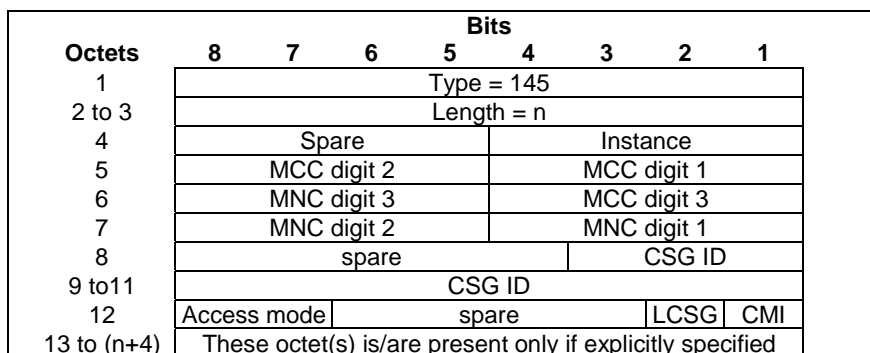 Bits
Octets 8 7 6 5 4 3 2 1
1 Type = 145
2 to 3 Length = n
4 Spare Instance
5 MCC digit 2 MCC digit 1
6 MNC digit 3 MCC digit 3
7 MNC digit 2 MNC digit 1
8 spare CSG ID
9 to11 CSG ID
12 Access mode spare LCSG CMI
13 to (n+4) These octet(s) is/are present only if explicitly specified